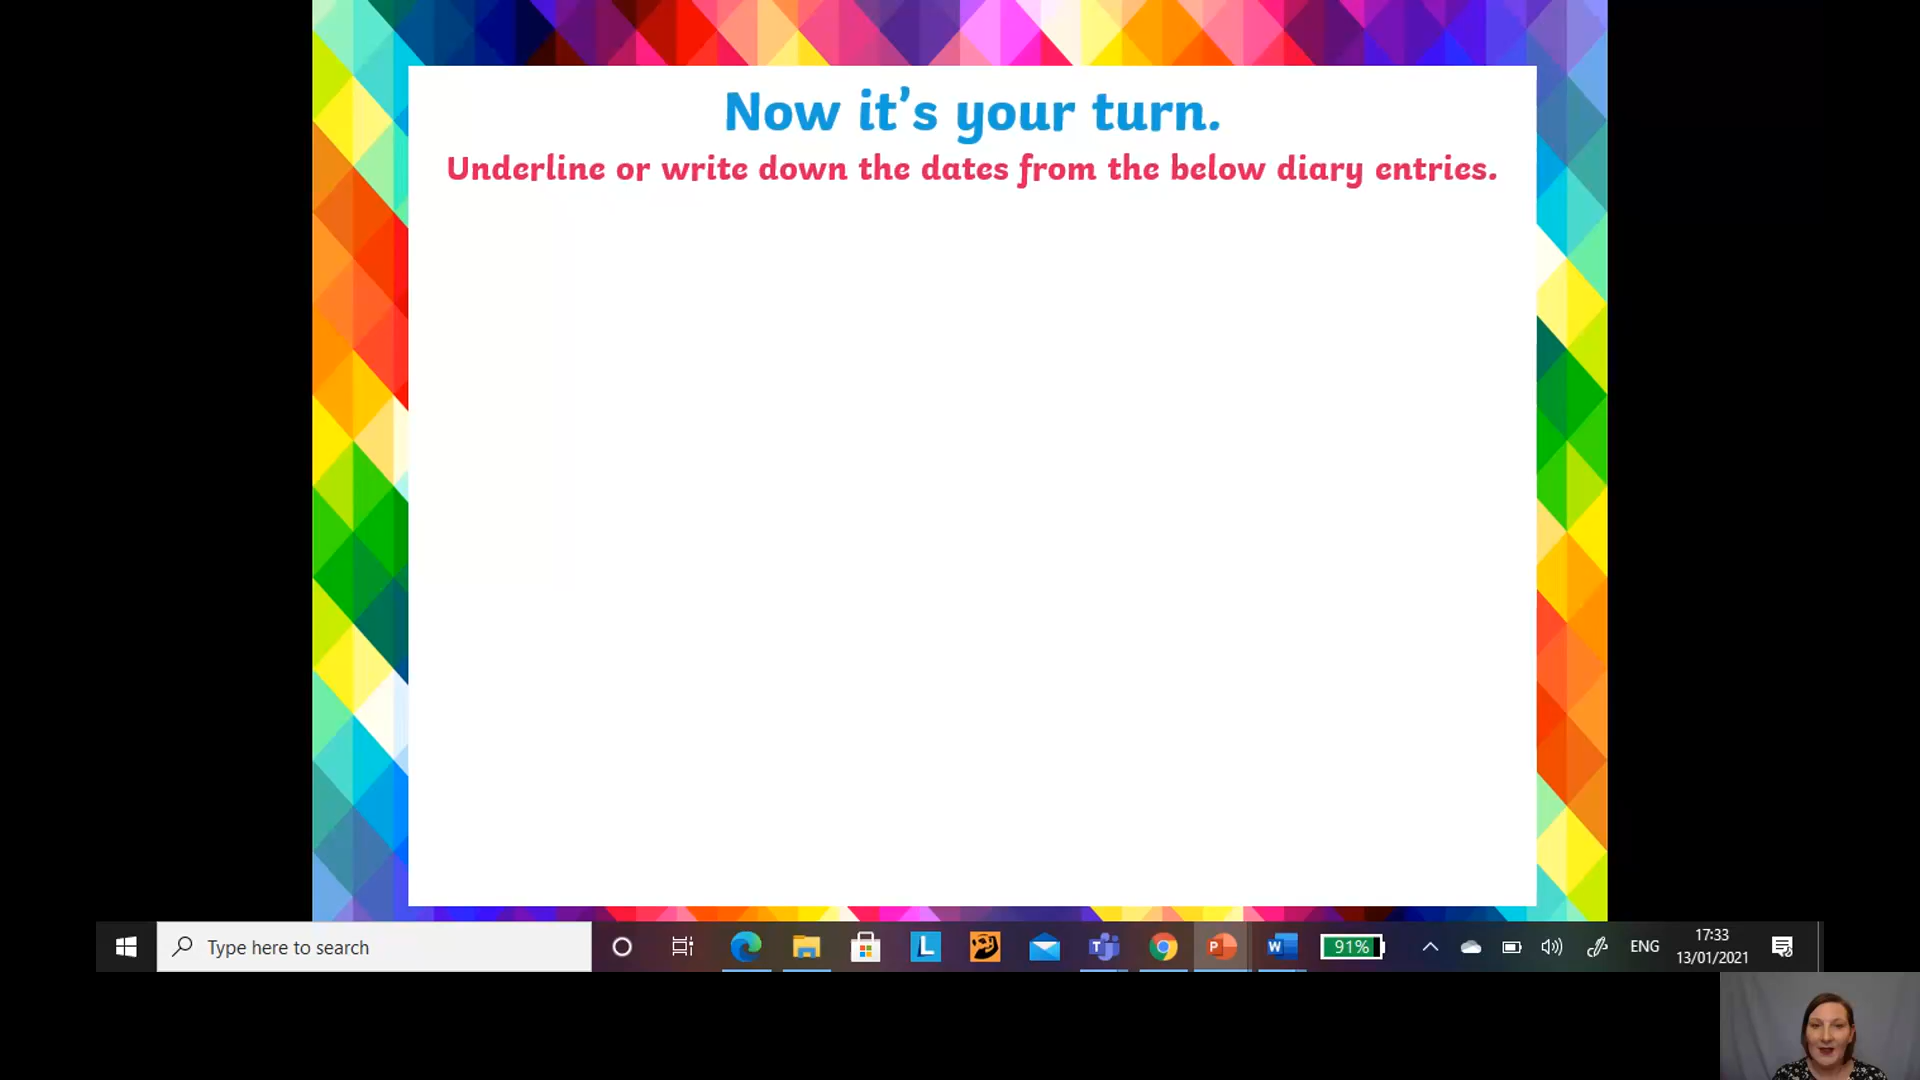 Now it's your turn.
Underline or write down the dates from the below diary entries.
Type here to search
L
T
P
W
91%
ENG
17:33
13/01/2021